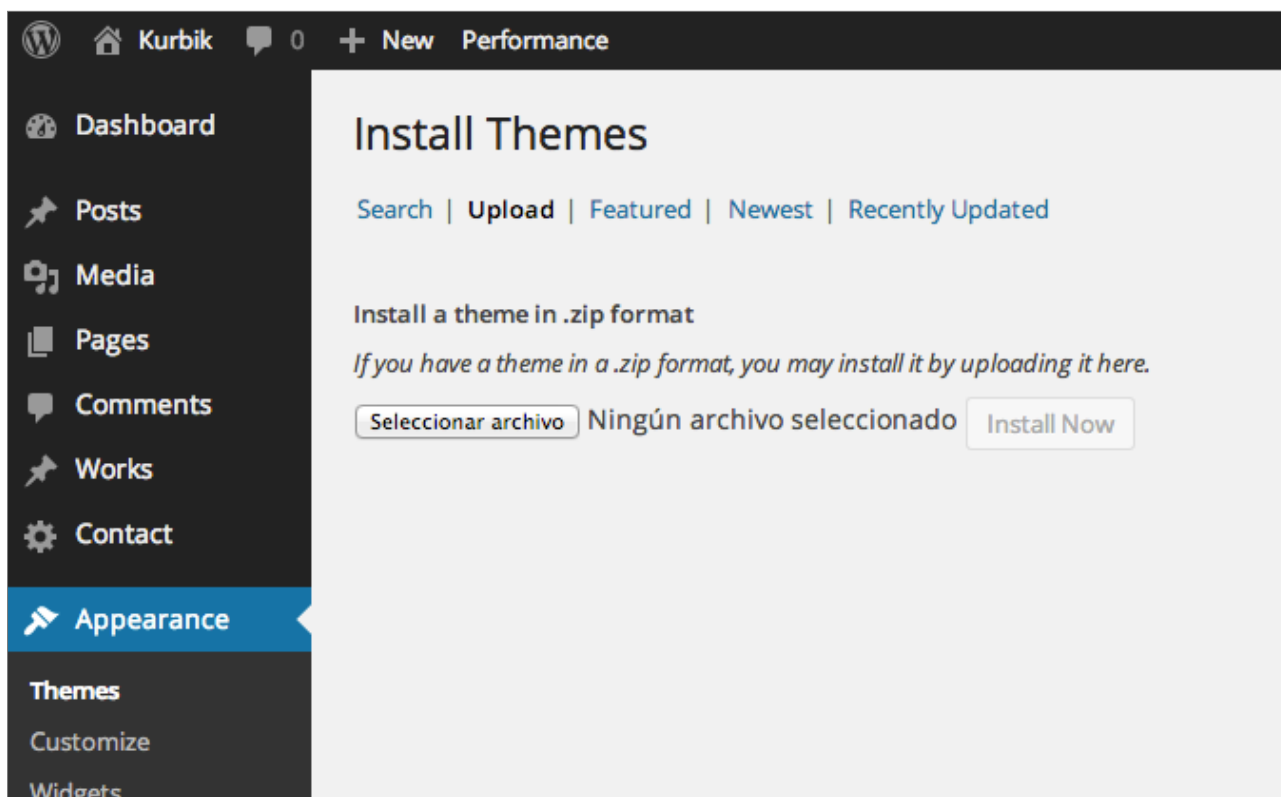 Kurbik 0 New Performance
Dashboard
Posts
Media
Pages
Comments
Works
Contact
Appearance
Themes
Customize
Widgets
Install Themes
Search | Upload | Featured | Newest | Recently Updated
Install a theme in .zip format
If you have a theme in a .zip format, you may install it by uploading it here.
Seleccionar archivo Ningún archivo seleccionado Install Now